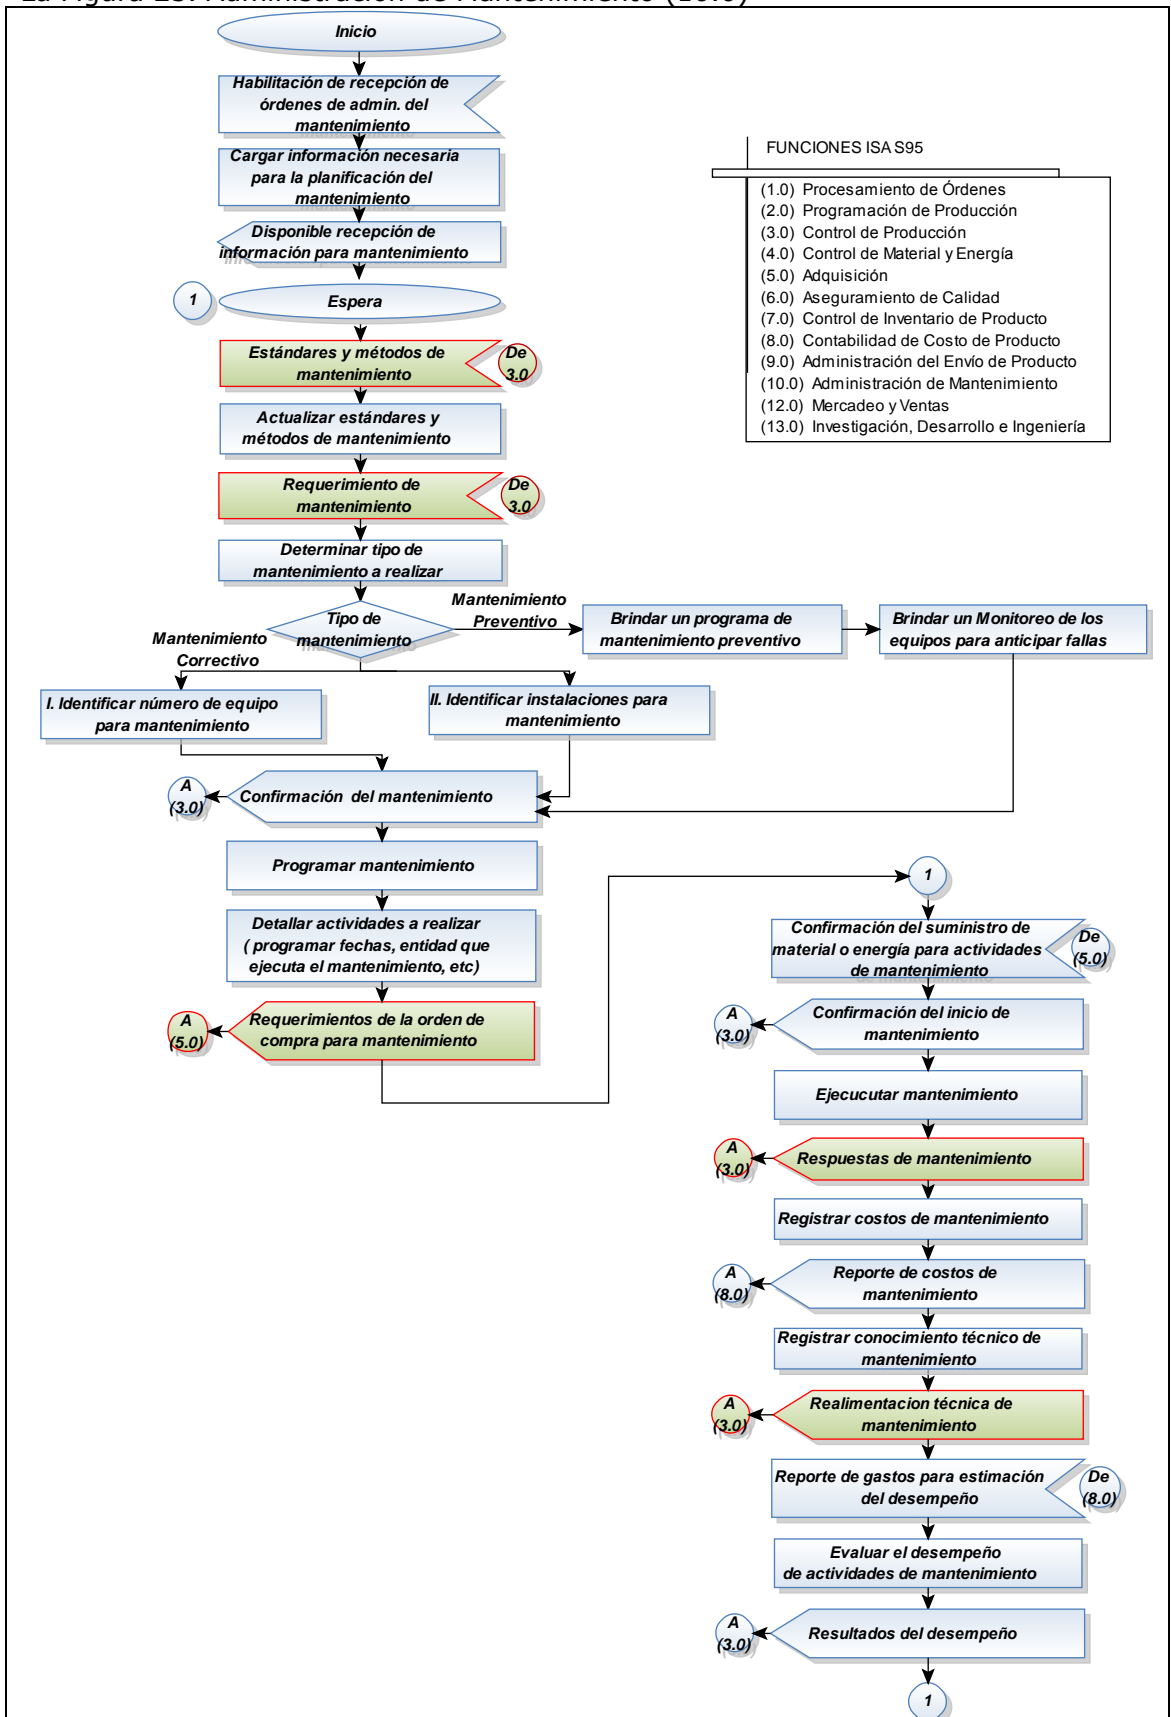 La Figura 23. Administración de Mantenimiento (10.0)
Inicio
Habilitación de recepción de
órdenes de admin. del
mantenimiento
Cargar información necesaria
para la planificación del
mantenimiento
Disponible recepción de
información para mantenimiento
1
Espera
Estándares y métodos de
mantenimiento
De
3.0
Actualizar estándares y
métodos de mantenimiento
Requerimiento de
mantenimiento
De
3.0
Determinar tipo de
mantenimiento a realizar
Tipo de
mantenimiento
Mantenimiento
Preventivo
Brindar un programa de
mantenimiento preventivo
Brindar un Monitoreo de los
equipos para anticipar fallas
Mantenimiento
Correctivo
I. Identificar número de equipo
para mantenimiento
II. Identificar instalaciones para
mantenimiento
A
(3.0)
Confirmación del mantenimiento
Programar mantenimiento
Detallar actividades a realizar
( programar fechas, entidad que
ejecuta el mantenimiento, etc)
A
(5.0)
Requerimientos de la orden de
compra para mantenimiento
FUNCIONES ISA S95
(1.0) Procesamiento de Órdenes
(2.0) Programación de Producción
(3.0) Control de Producción
(4.0) Control de Material y Energía
(5.0) Adquisición
(6.0) Aseguramiento de Calidad
(7.0) Control de Inventario de Producto
(8.0) Contabilidad de Costo de Producto
(9.0) Administración del Envío de Producto
(10.0) Administración de Mantenimiento
(12.0) Mercadeo y Ventas
(13.0) Investigación, Desarrollo e Ingeniería
1
Confirmación del suministro de
material o energía para actividades
de mantenimiento
De
(5.0)
A
(3.0)
Confirmación del inicio de
mantenimiento
Ejecucutar mantenimiento
A
(3.0)
Respuestas de mantenimiento
Registrar costos de mantenimiento
A
(8.0)
Reporte de costos de
mantenimiento
Registrar conocimiento técnico de
mantenimiento
A
(3.0)
Realimentacion técnica de
mantenimiento
Reporte de gastos para estimación
del desempeño
De
(8.0)
Evaluar el desempeño
de actividades de mantenimiento
A
(3.0)
Resultados del desempeño
1